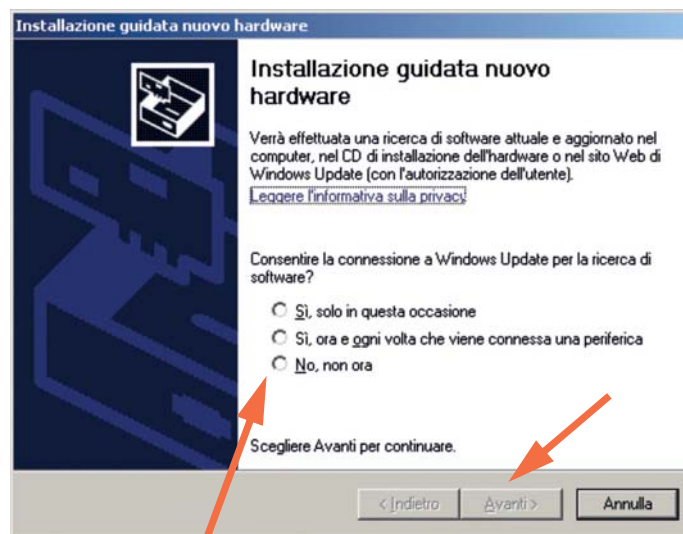 Installazione guidata nuovo hardware
Installazione guidata nuovo
hardware
Verrà effettuata una ricerca di software attuale e aggiornato nel
computer, nel CD di installazione dell'hardware o nel sito Web di
Windows Update (con l'autorizzazione dell'utente).
Leggere l'informativa sulla privacy
Consentire la connessione a Windows Update per la ricerca di
software?
Sì, solo in questa occasione
Sì, ora e ogni volta che viene connessa una periferica
No, non ora
Scegliere Avanti per continuare.
< Indietro Avanti > Annulla